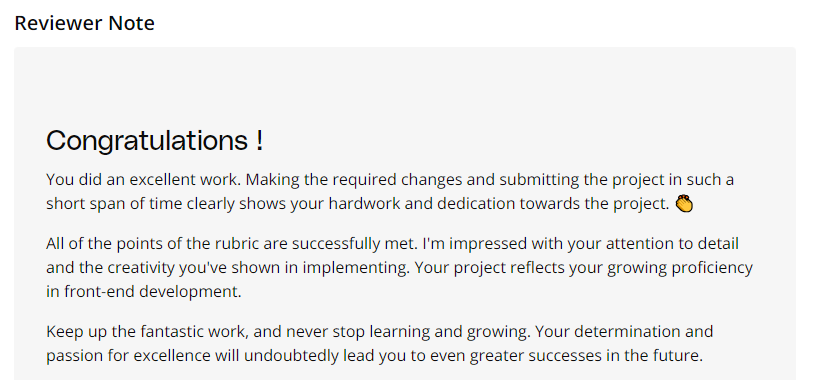 Reviewer Note
Congratulations !
You did an excellent work. Making the required changes and submitting the project in such a
short span of time clearly shows your hardwork and dedication towards the project. 👏
All of the points of the rubric are successfully met. I'm impressed with your attention to detail
and the creativity you've shown in implementing. Your project reflects your growing proficiency
in front-end development.
Keep up the fantastic work, and never stop learning and growing. Your determination and
passion for excellence will undoubtedly lead you to even greater successes in the future.